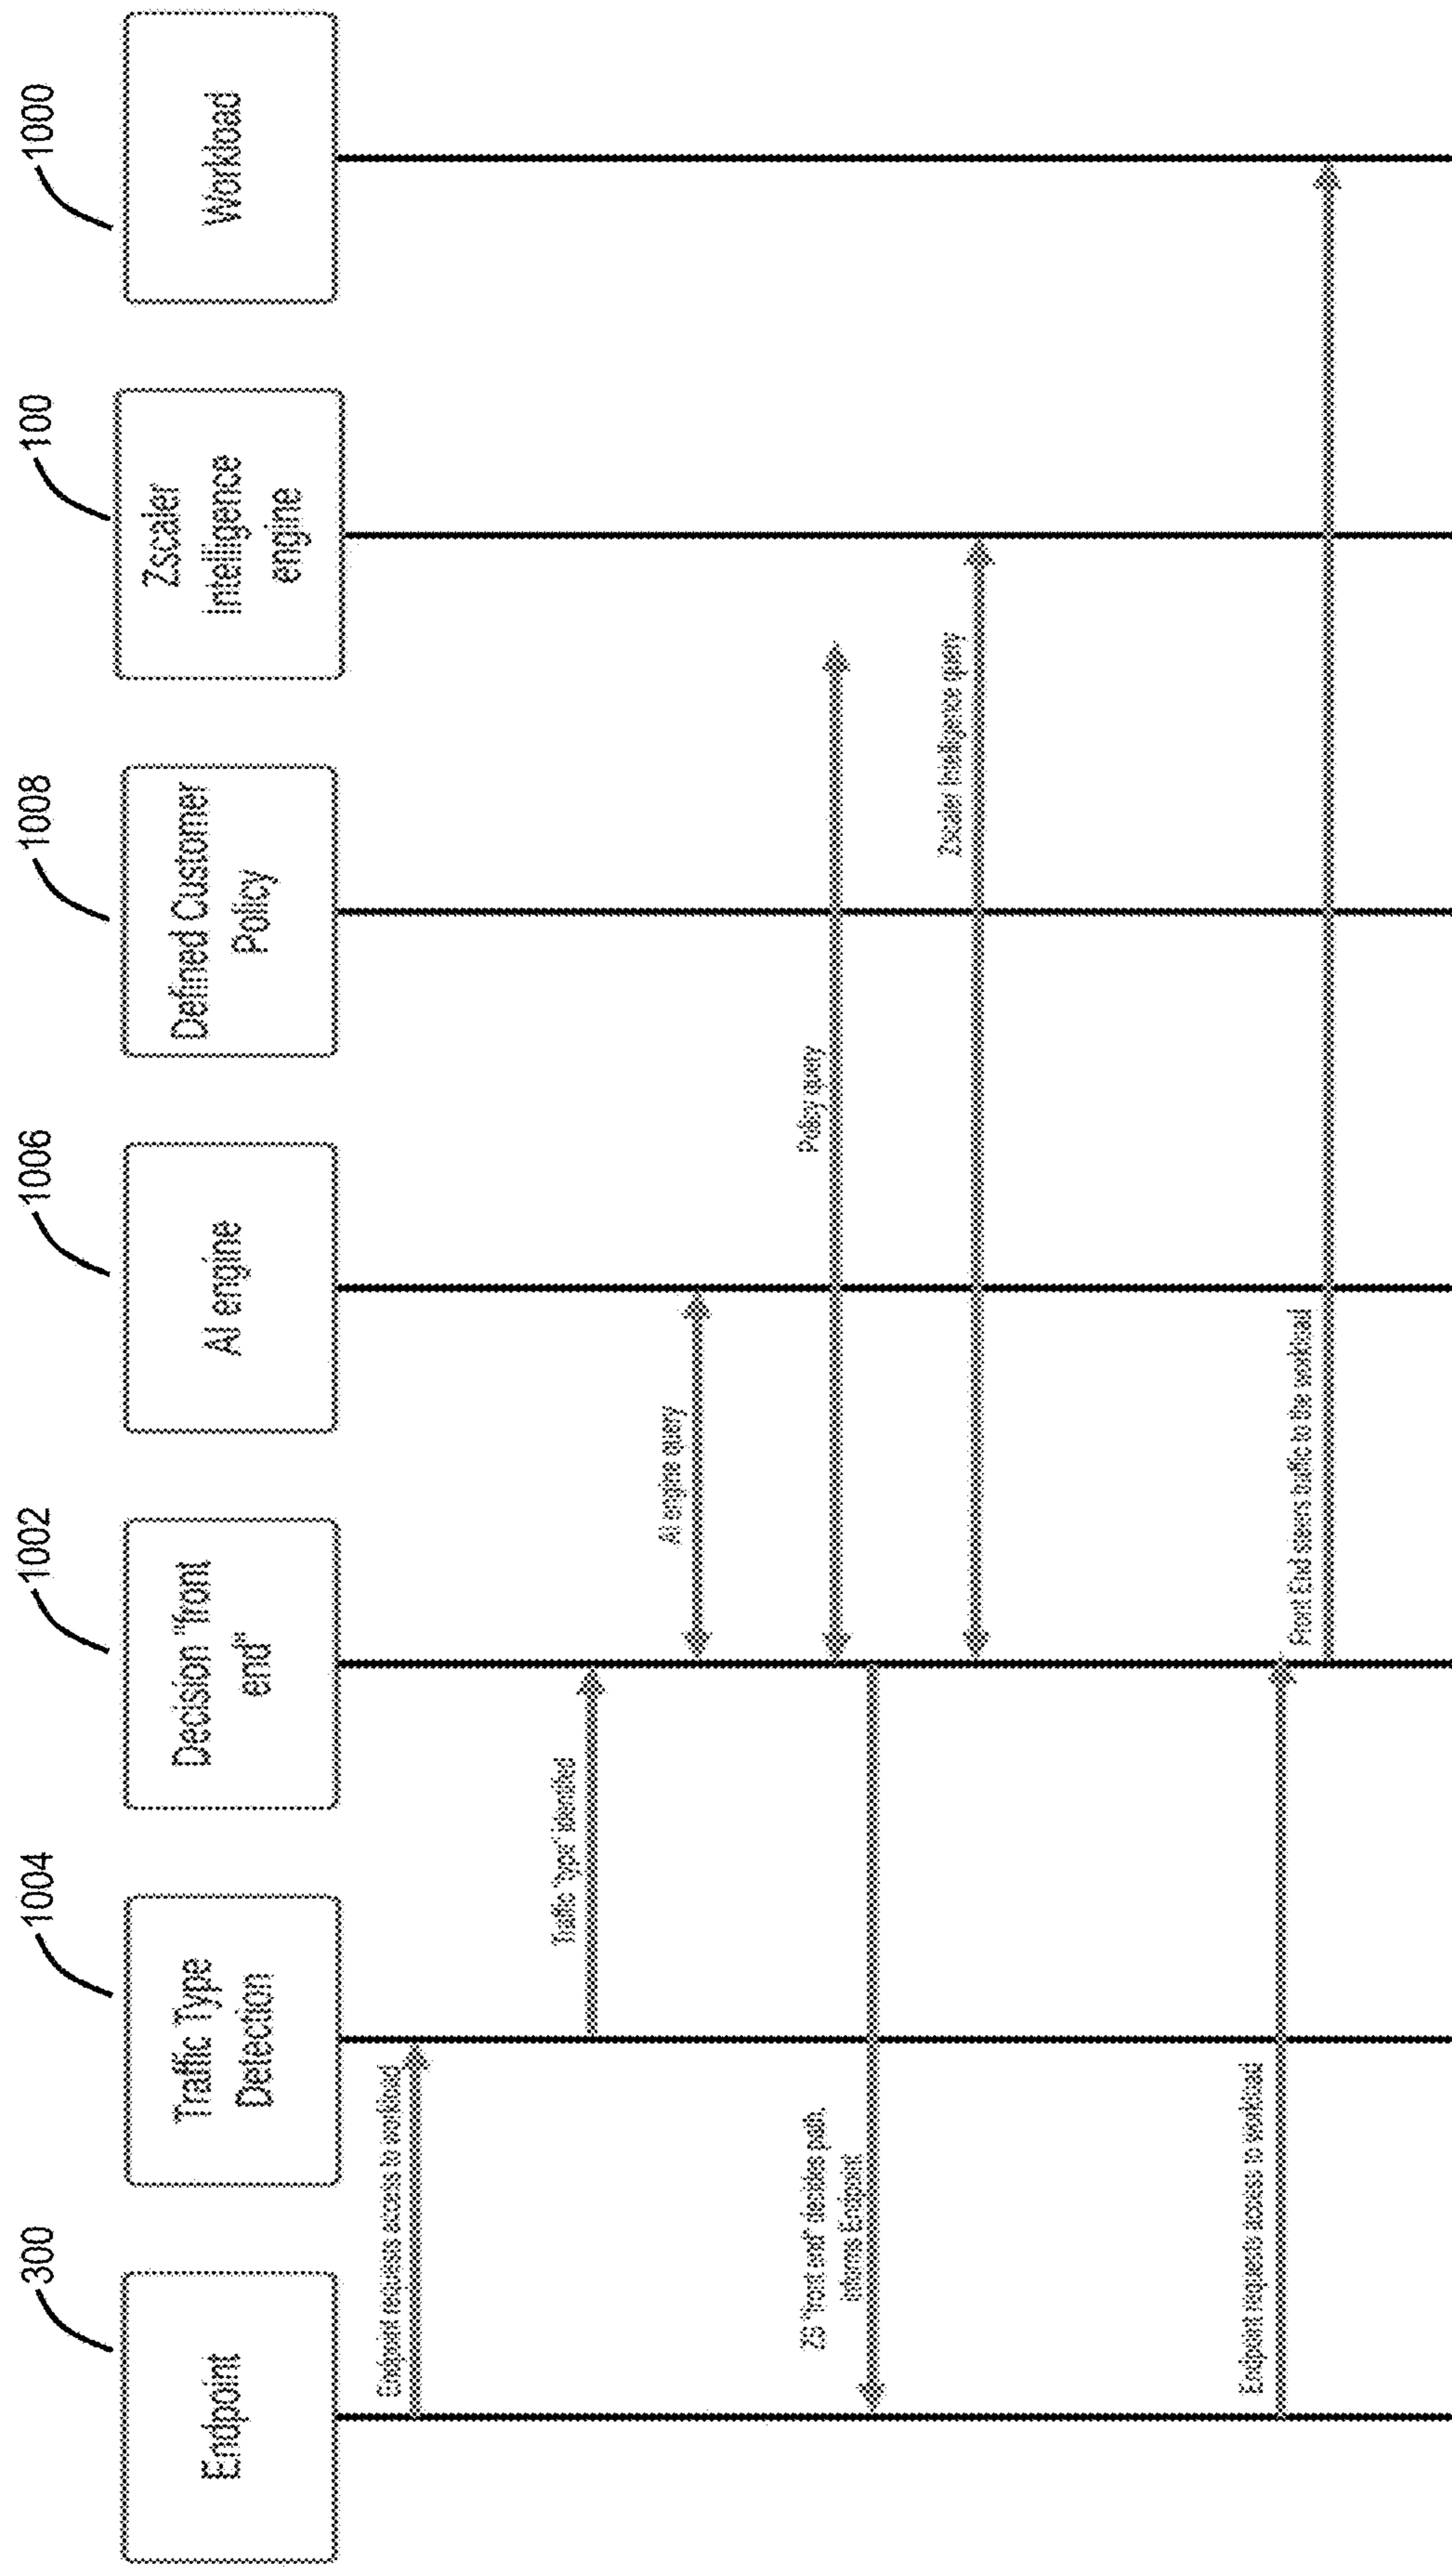 300
1004
1002
1006
1008
100
1000
Endpoint
Traffic Type
Detection
Decision "front
end"
AI engine
Defined Customer
Policy
Zscaler
Intelligence
engine
Workload
Endpoint requests access to workload
Traffic 'type' identified
AI engine query
Policy query
ZS "front end" decides path,
informs Endpoint
Zscaler Intelligence query
Endpoint requests access to workload
Front End steers traffic to the workload